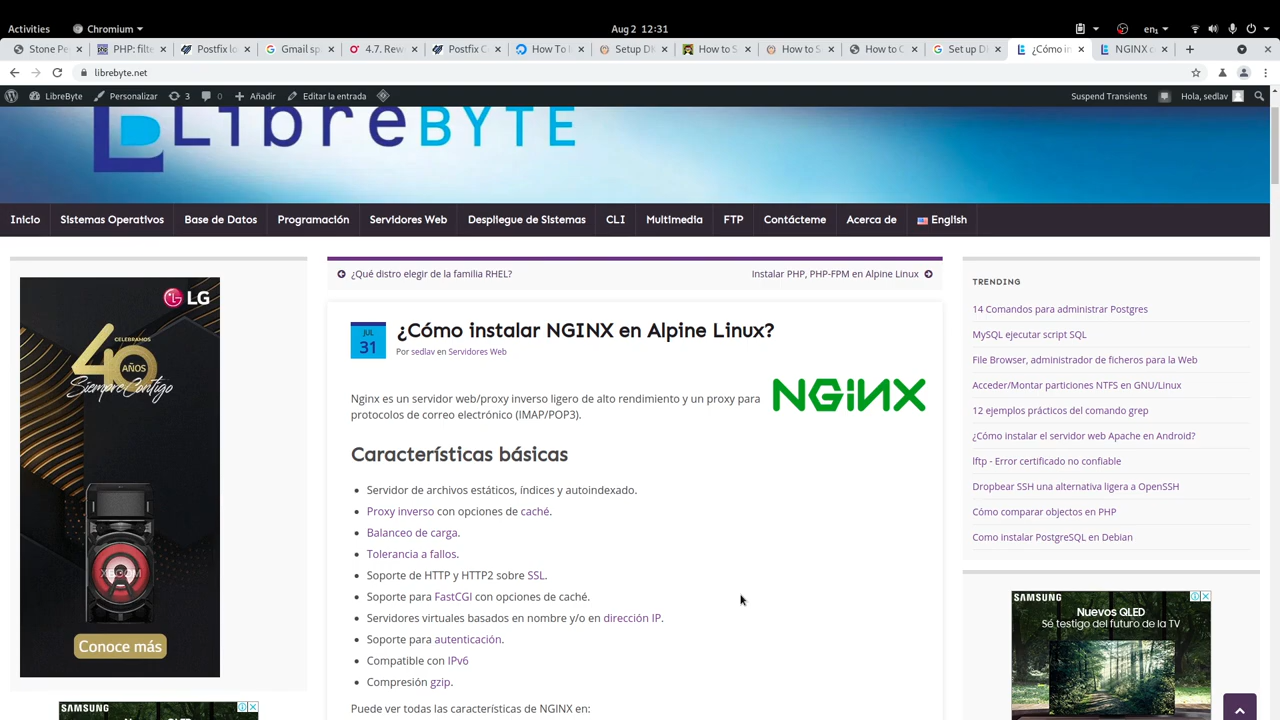 Activities
Chromium
Aug 2 12:31
en₁
Stone Pe
PHP: filte
Postfix lo
Gmail sp
4.7. Rew
Postfix C
How To I
Setup DK
How to S
How to S
How to C
Set up D
¿Cómo in
NGINX c
librebyte.net
LibreByte
Personalizar
3
0
Añadir
Editar la entrada
Suspend Transients
Hola, sedlav
LibreBYTE
Inicio
Sistemas Operativos
Base de Datos
Programación
Servidores Web
Despliegue de Sistemas
CLI
Multimedia
FTP
Contácteme
Acerca de
English
¿Qué distro elegir de la familia RHEL?
Instalar PHP, PHP-FPM en Alpine Linux
LG
CELEBRAMOS
40
AÑOS
Siempre Contigo
XBOOM
Conoce más
SAMSUNG
JUL
31
¿Cómo instalar NGINX en Alpine Linux?
Por sedlav en Servidores Web
NGINX
Nginx es un servidor web/proxy inverso ligero de alto rendimiento y un proxy para
protocolos de correo electrónico (IMAP/POP3).
Características básicas
Servidor de archivos estáticos, índices y autoindexado.
Proxy inverso con opciones de caché.
Balanceo de carga.
Tolerancia a fallos.
Soporte de HTTP y HTTP2 sobre SSL.
Soporte para FastCGI con opciones de caché.
Servidores virtuales basados en nombre y/o en dirección IP.
Soporte para autenticación.
Compatible con IPv6
Compresión gzip.
Puede ver todas las características de NGINX en:
TRENDING
14 Comandos para administrar Postgres
MySQL ejecutar script SQL
File Browser, administrador de ficheros para la Web
Acceder/Montar particiones NTFS en GNU/Linux
12 ejemplos prácticos del comando grep
¿Cómo instalar el servidor web Apache en Android?
lftp - Error certificado no confiable
Dropbear SSH una alternativa ligera a OpenSSH
Cómo comparar objectos en PHP
Como instalar PostgreSQL en Debian
SAMSUNG
Nuevos QLED
Sé testigo del futuro de la TV